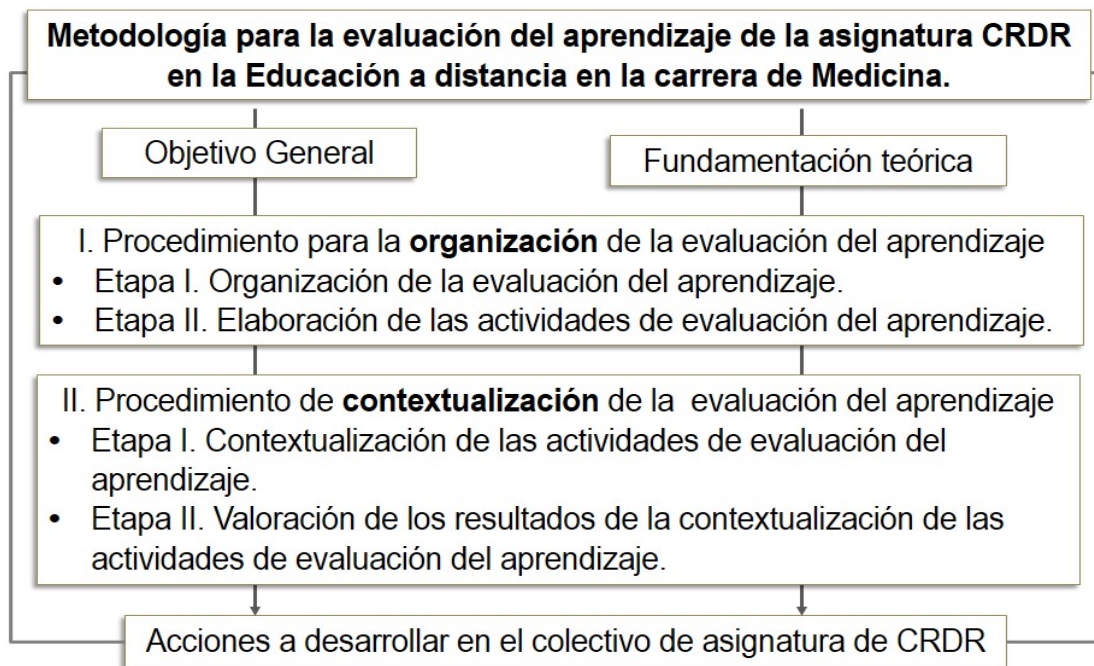 Metodología para la evaluación del aprendizaje de la asignatura CRDR
en la Educación a distancia en la carrera de Medicina.
Objetivo General
Fundamentación teórica
I. Procedimiento para la organización de la evaluación del aprendizaje
• Etapa I. Organización de la evaluación del aprendizaje.
• Etapa II. Elaboración de las actividades de evaluación del aprendizaje.
II. Procedimiento de contextualización de la evaluación del aprendizaje
• Etapa I. Contextualización de las actividades de evaluación del
aprendizaje.
• Etapa II. Valoración de los resultados de la contextualización de las
actividades de evaluación del aprendizaje.
Acciones a desarrollar en el colectivo de asignatura de CRDR